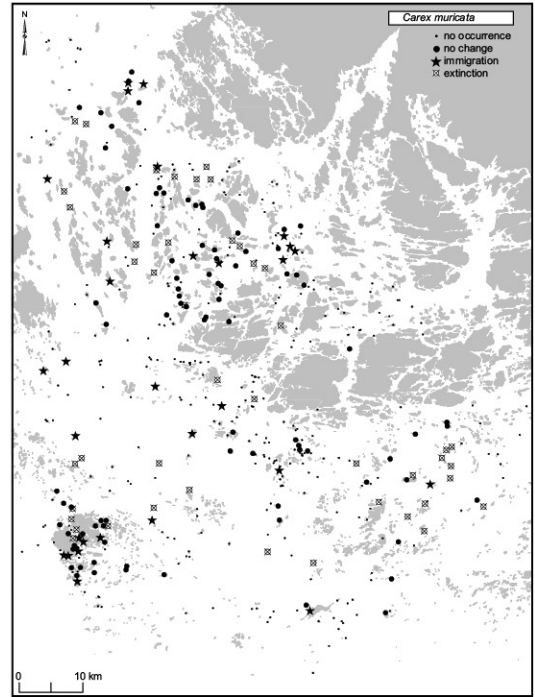 N
Carex muricata
no occurrence
no change
immigration
extinction
0 10 km